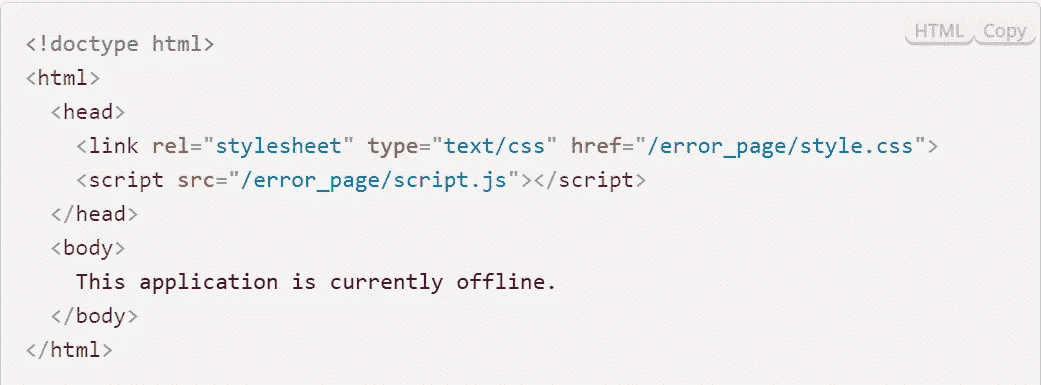 HTML Copy
<!doctype html>
<html>
  <head>
    <link rel="stylesheet" type="text/css" href="/error_page/style.css">
    <script src="/error_page/script.js"></script>
  </head>
  <body>
    This application is currently offline.
  </body>
</html>